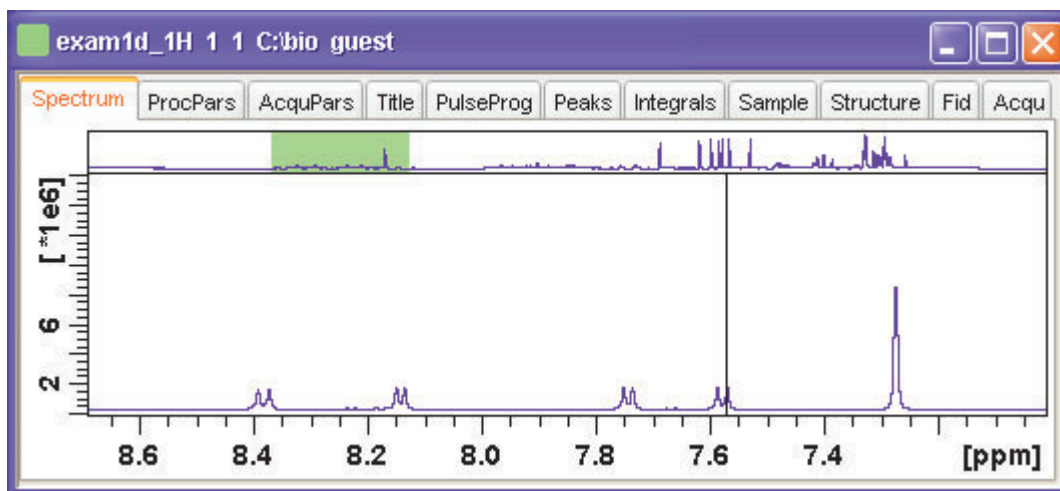 exam1d_1H 1 1 C:\bio guest
Spectrum ProcPars AcquPars Title PulseProg Peaks Integrals Sample Structure Fid Acqu
[ *1e6]
6
2
8.6 8.4 8.2 8.0 7.8 7.6 7.4 [ppm]